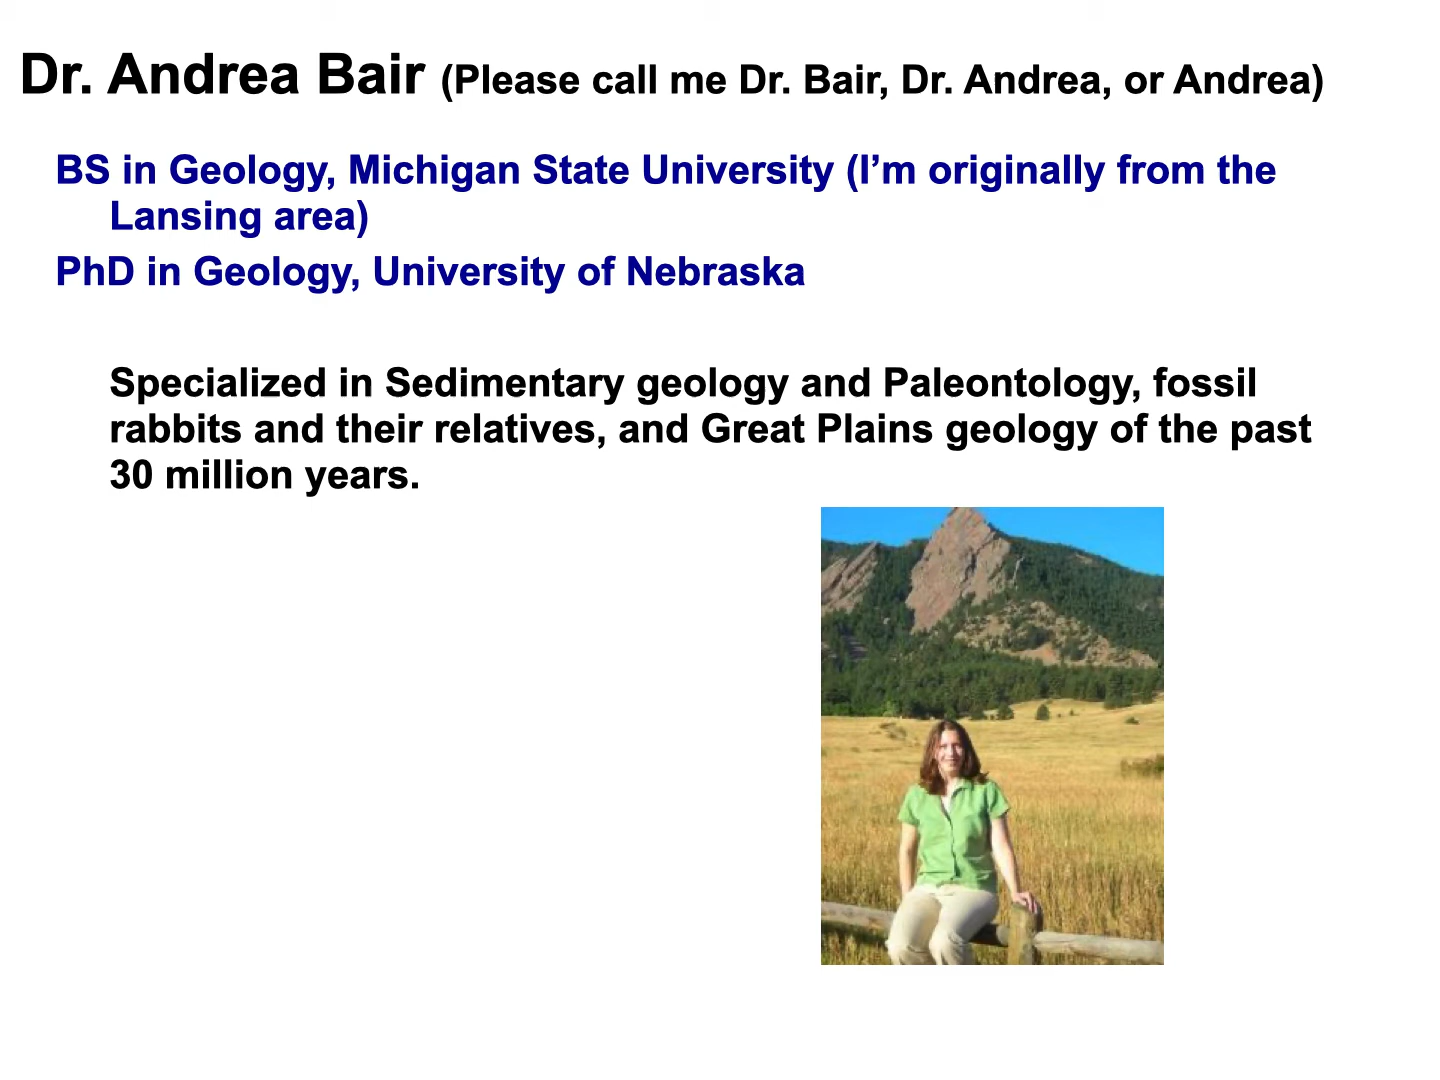 Dr. Andrea Bair (Please call me Dr. Bair, Dr. Andrea, or Andrea)
BS in Geology, Michigan State University (I’m originally from the
Lansing area)
PhD in Geology, University of Nebraska
Specialized in Sedimentary geology and Paleontology, fossil
rabbits and their relatives, and Great Plains geology of the past
30 million years.